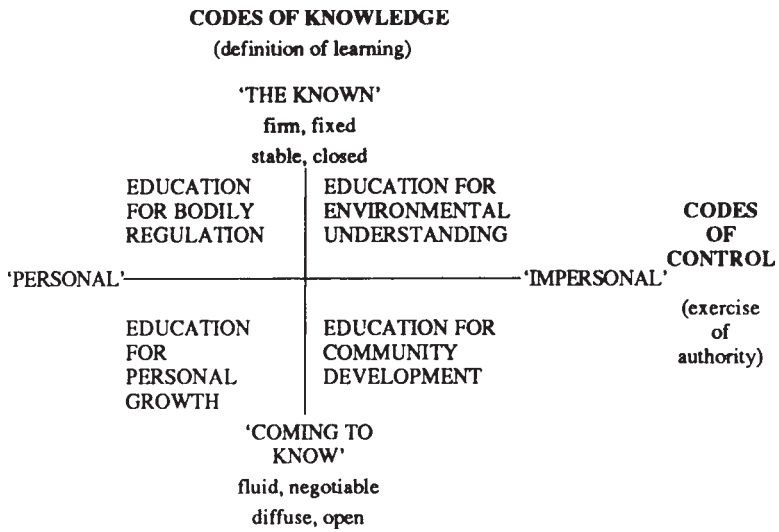 CODES OF KNOWLEDGE
(definition of learning)
'THE KNOWN'
firm, fixed
stable, closed
EDUCATION
FOR BODILY
REGULATION
EDUCATION FOR
ENVIRONMENTAL
UNDERSTANDING
CODES
OF
CONTROL
'PERSONAL'
'IMPERSONAL'
(exercise
of
authority)
EDUCATION
FOR
PERSONAL
GROWTH
EDUCATION FOR
COMMUNITY
DEVELOPMENT
'COMING TO
KNOW'
fluid, negotiable
diffuse, open